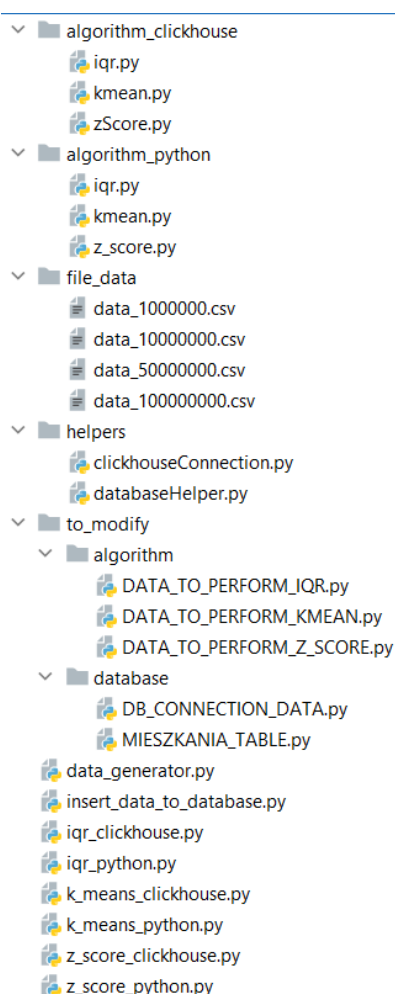 algorithm_clickhouse
iqr.py
kmean.py
zScore.py
algorithm_python
iqr.py
kmean.py
z_score.py
file_data
data_1000000.csv
data_10000000.csv
data_50000000.csv
data_100000000.csv
helpers
clickhouseConnection.py
databaseHelper.py
to_modify
algorithm
DATA_TO_PERFORM_IQR.py
DATA_TO_PERFORM_KMEAN.py
DATA_TO_PERFORM_Z_SCORE.py
database
DB_CONNECTION_DATA.py
MIESZKANIA_TABLE.py
data_generator.py
insert_data_to_database.py
iqr_clickhouse.py
iqr_python.py
k_means_clickhouse.py
k_means_python.py
z_score_clickhouse.py
z_score_python.py